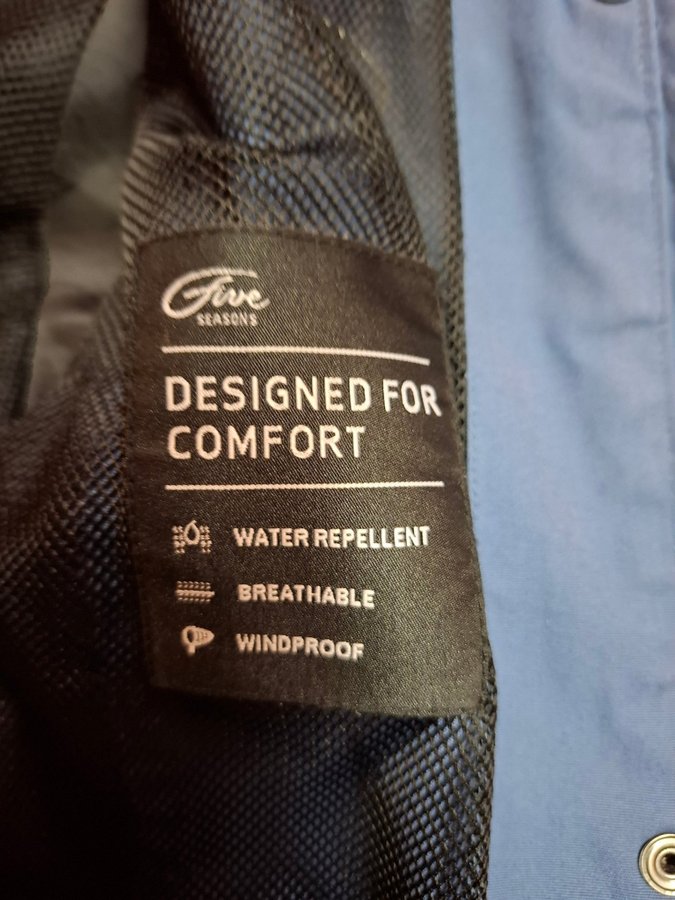 Five
SEASONS
DESIGNED FOR
COMFORT
WATER REPELLENT
BREATHABLE
WINDPROOF